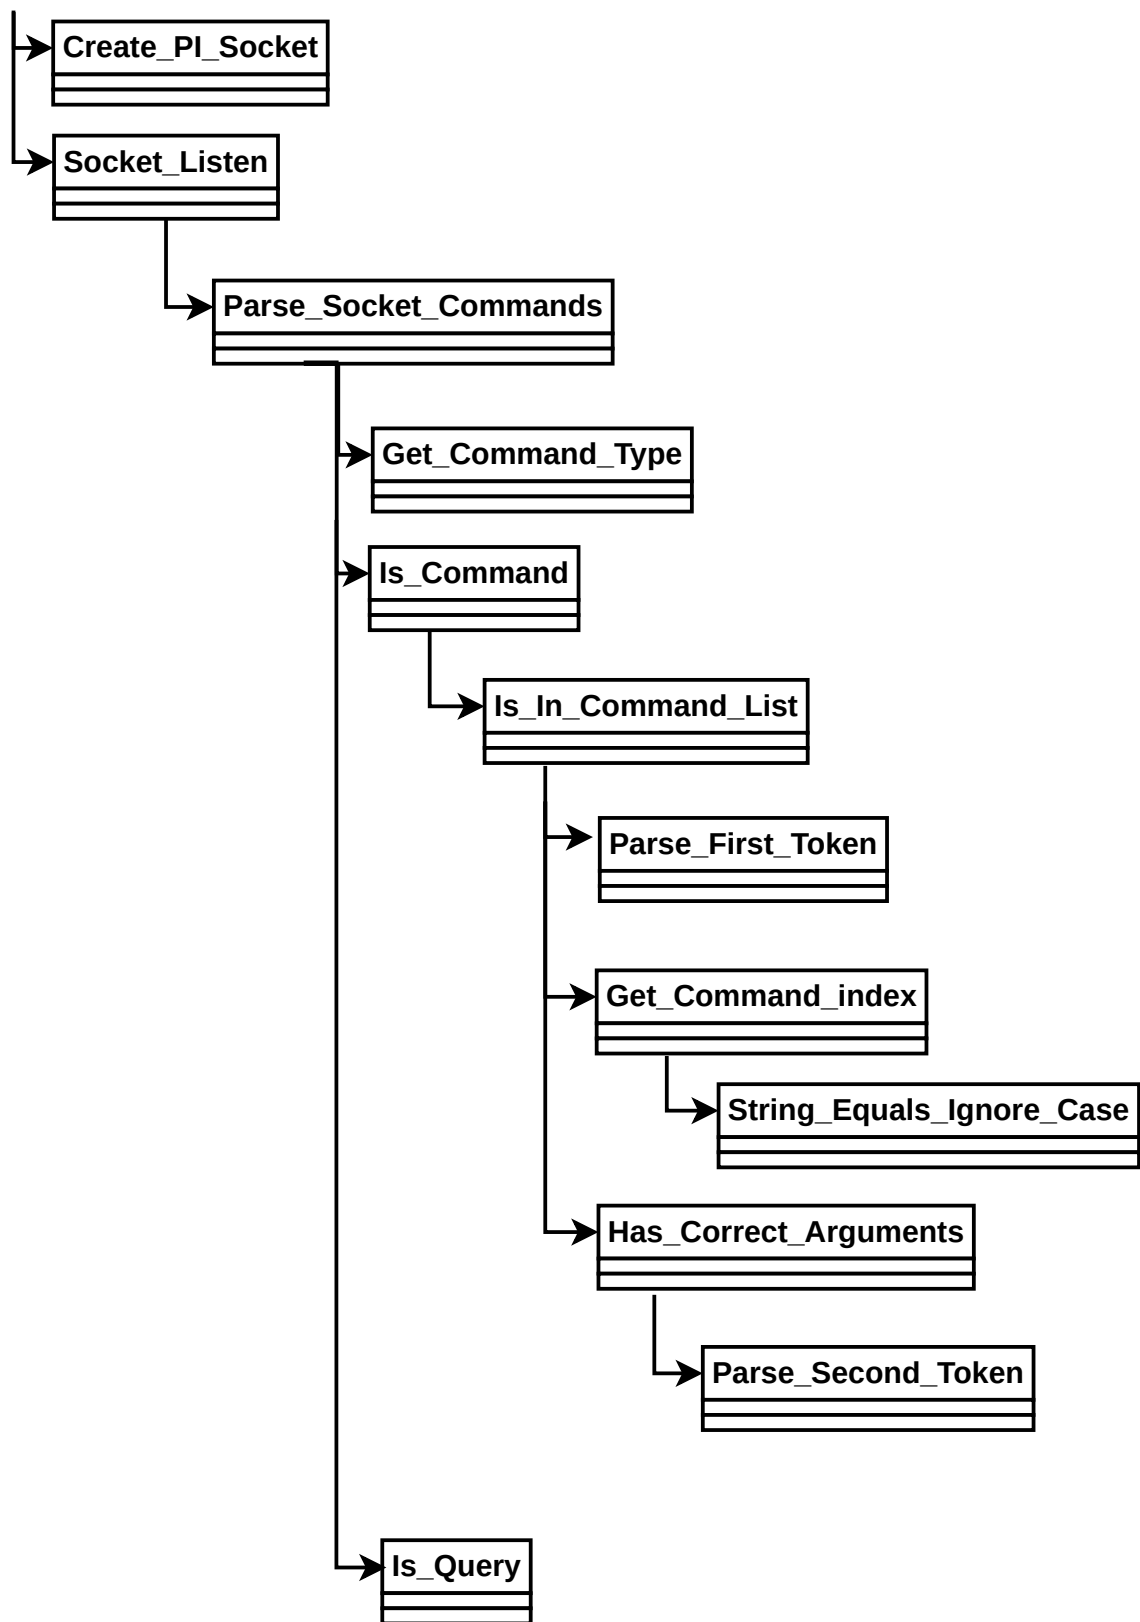 Create_PI_Socket
Socket_Listen
Parse_Socket_Commands
Get_Command_Type
Is_Command
Is_In_Command_List
Parse_First_Token
Get_Command_index
String_Equals_Ignore_Case
Has_Correct_Arguments
Parse_Second_Token
Is_Query